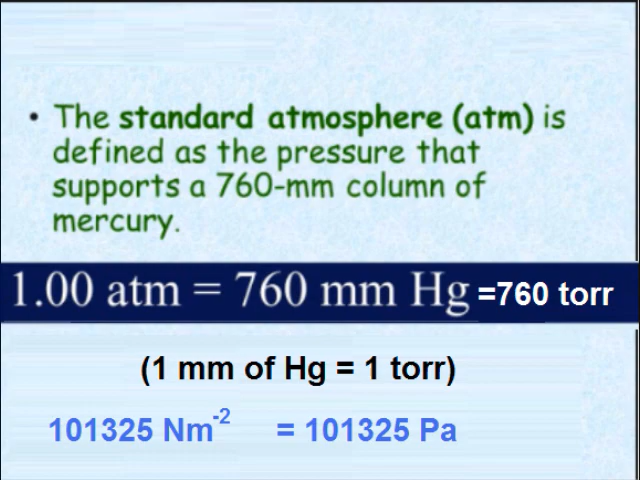 • The standard atmosphere (atm) is
defined as the pressure that
supports a 760-mm column of
mercury.
1.00 atm = 760 mm Hg =760 torr
(1 mm of Hg = 1 torr)
101325 Nm⁻² = 101325 Pa